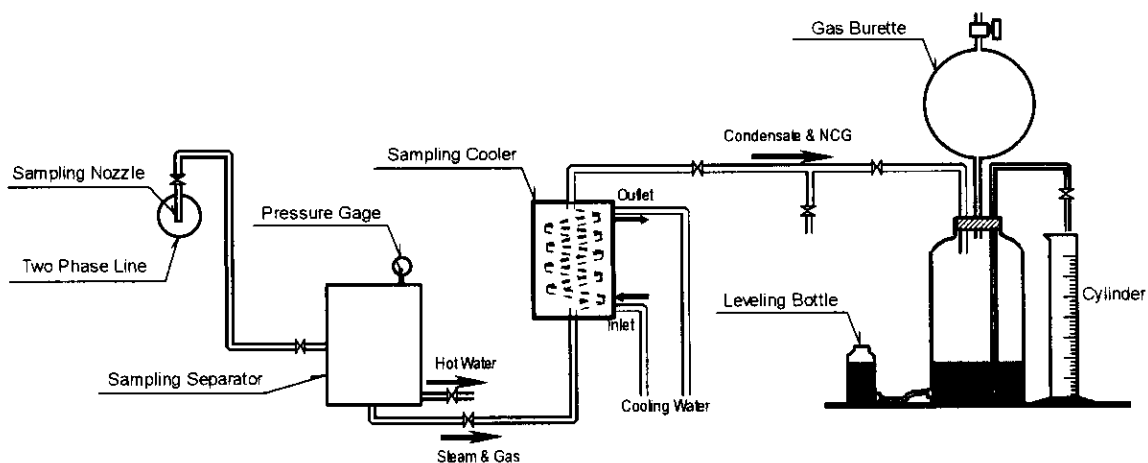 Gas Burette
Condensate & NCG
Sampling Cooler
Sampling Nozzle
Outlet
Pressure Gage
Two Phase Line
Leveling Bottle
Cylinder
Inlet
Hot Water
Sampling Separator
Cooling Water
Steam & Gas